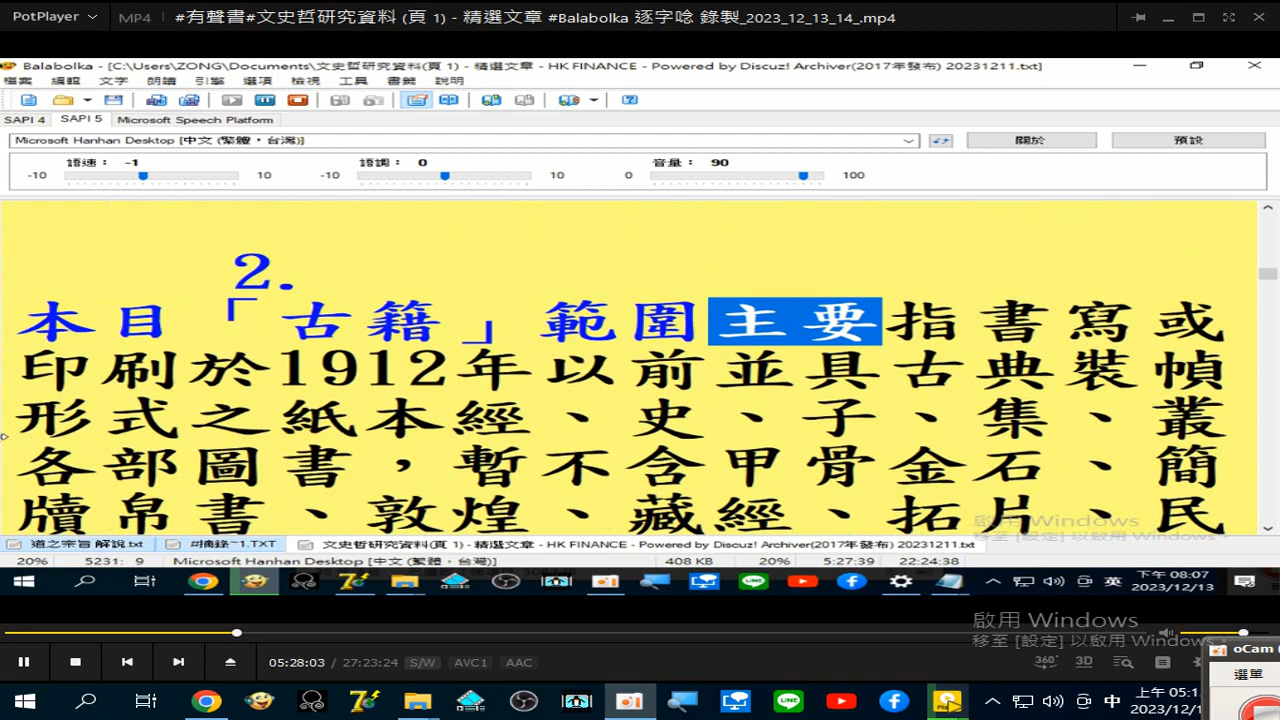 PotPlayer MP4 #有聲書#文史哲研究資料 (頁 1) - 精選文章 #Balabolka 逐字唸 錄製_2023_12_13_14_.mp4
Balabolka - [C:\Users\ZONG\Documents\文史哲研究資料(頁 1) - 精選文章 - HK FINANCE - Powered by Discuz! Archiver(2017年發布) 20231211.txt]
檔案 編輯 文字 朗讀 引擎 選項 檢視 工具 書籤 說明
SAPI 4 SAPI 5 Microsoft Speech Platform
Microsoft Hanhan Desktop [中文 (繁體，台灣)] 關於 預設
語速： -1 語調： 0 音量： 90
-10 10 -10 10 0 100
2.
本目「古籍」範圍主要指書寫或
印刷於1912年以前並具古典裝幀
形式之紙本經、史、子、集、叢
各部圖書，暫不含甲骨金石、簡
牘帛書、敦煌、藏經、拓片、民
啟用 Windows
移至 [設定] 以啟用 Windows。
道之宗旨 解說.txt #摘錄~1.TXT 文史哲研究資料(頁 1) - 精選文章 - HK FINANCE - Powered by Discuz! Archiver(2017年發布) 20231211.txt
20% 5231: 9 Microsoft Hanhan Desktop [中文 (繁體，台灣)] 408 KB 20% 5:27:39 22:24:38
英 下午 08:07
2023/12/13
啟用 Windows
移至 [設定] 以啟用 Windows。
05:28:03 / 27:23:24 S/W AVC1 AAC 360° 3D
oCam
選單
中 上午 05:1
2023/12/1